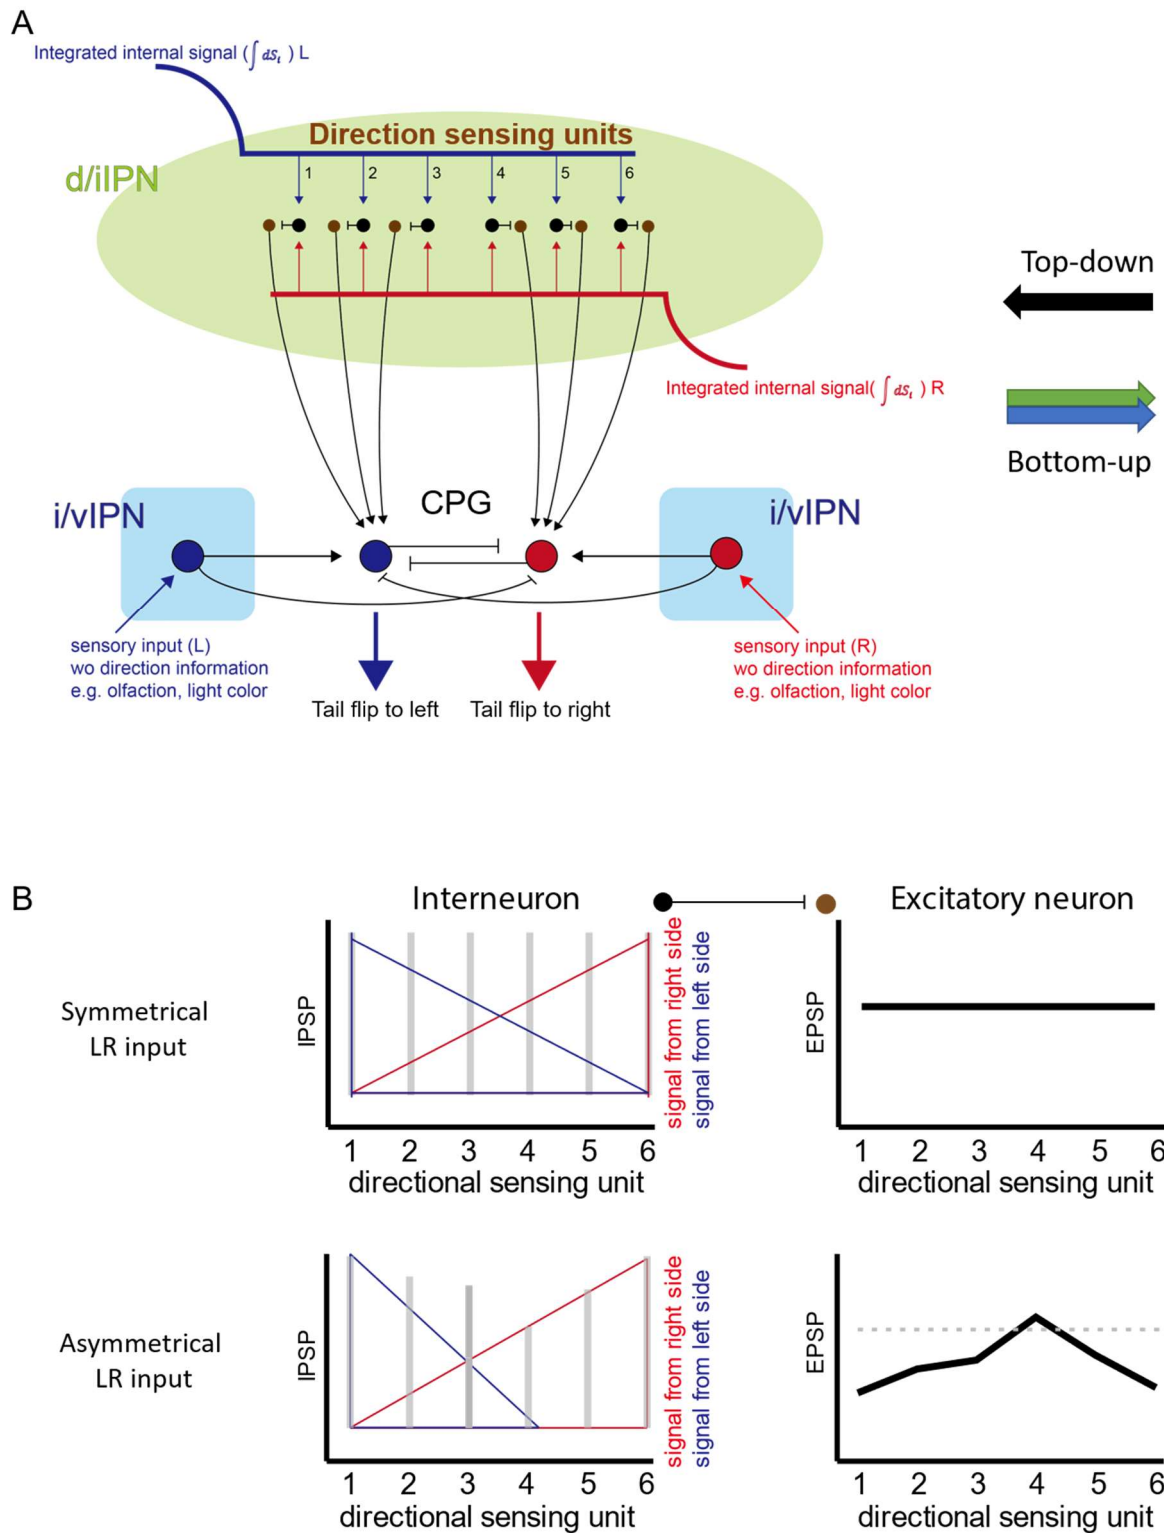 A
Integrated internal signal (∫ dSₜ ) L
Direction sensing units
d/iIPN
1 2 3 4 5 6
Top-down
Integrated internal signal( ∫ dSₜ ) R
Bottom-up
CPG
i/vIPN
i/vIPN
sensory input (L)
wo direction information
e.g. olfaction, light color
sensory input (R)
wo direction information
e.g. olfaction, light color
Tail flip to left
Tail flip to right
B
Interneuron
Excitatory neuron
Symmetrical
LR input
IPSP
signal from right side
signal from left side
EPSP
1 2 3 4 5 6
directional sensing unit
1 2 3 4 5 6
directional sensing unit
Asymmetrical
LR input
IPSP
signal from right side
signal from left side
EPSP
1 2 3 4 5 6
directional sensing unit
1 2 3 4 5 6
directional sensing unit